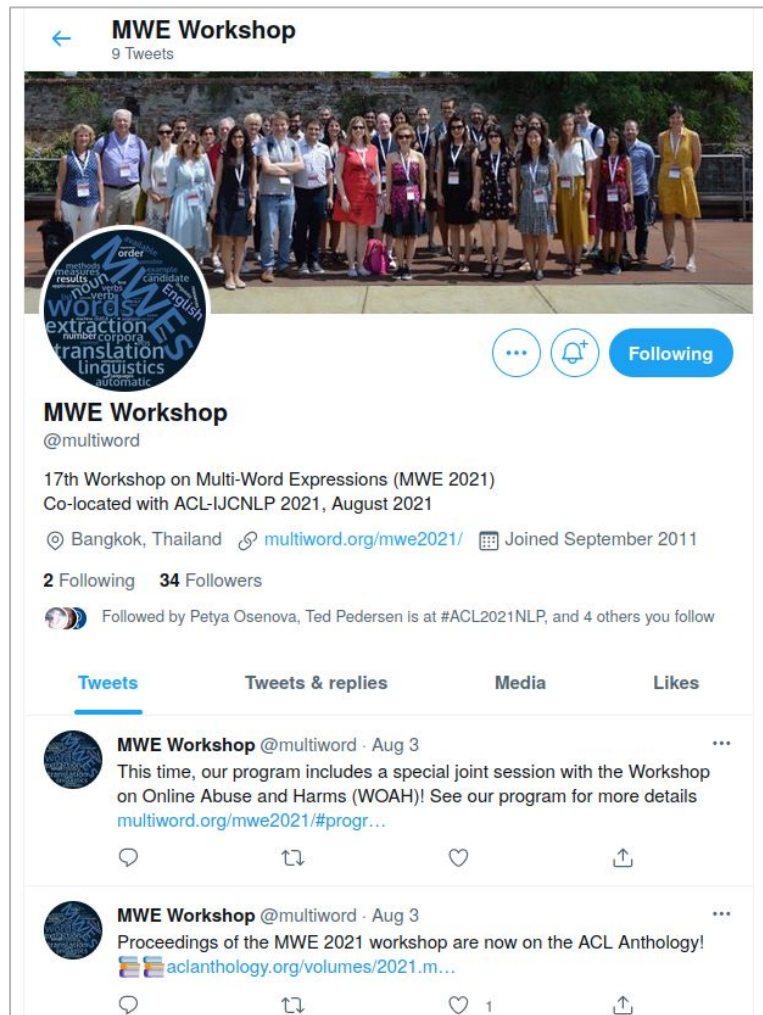 MWE Workshop
9 Tweets
MWEs
available
order
methods
measures
results
example
candidate
noun
verbs
verb
English
words
extraction
number corpora
translation
linguistics
automatic
Following
MWE Workshop
@multiword
17th Workshop on Multi-Word Expressions (MWE 2021)
Co-located with ACL-IJCNLP 2021, August 2021
Bangkok, Thailand multiword.org/mwe2021/ Joined September 2011
2 Following 34 Followers
Followed by Petya Osenova, Ted Pedersen is at #ACL2021NLP, and 4 others you follow
Tweets Tweets & replies Media Likes
MWE Workshop @multiword · Aug 3
This time, our program includes a special joint session with the Workshop
on Online Abuse and Harms (WOAH)! See our program for more details
multiword.org/mwe2021/#progr…
MWE Workshop @multiword · Aug 3
Proceedings of the MWE 2021 workshop are now on the ACL Anthology!
📚📚aclanthology.org/volumes/2021.m…
1